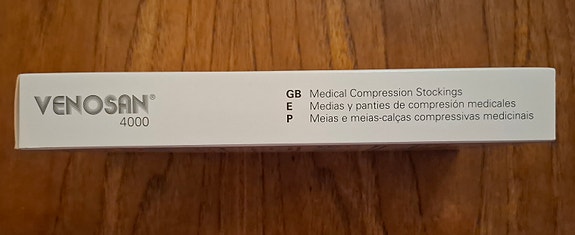 VENOSAN®
4000
GB Medical Compression Stockings
E Medias y panties de compresión medicales
P Meias e meias-calças compressivas medicinais